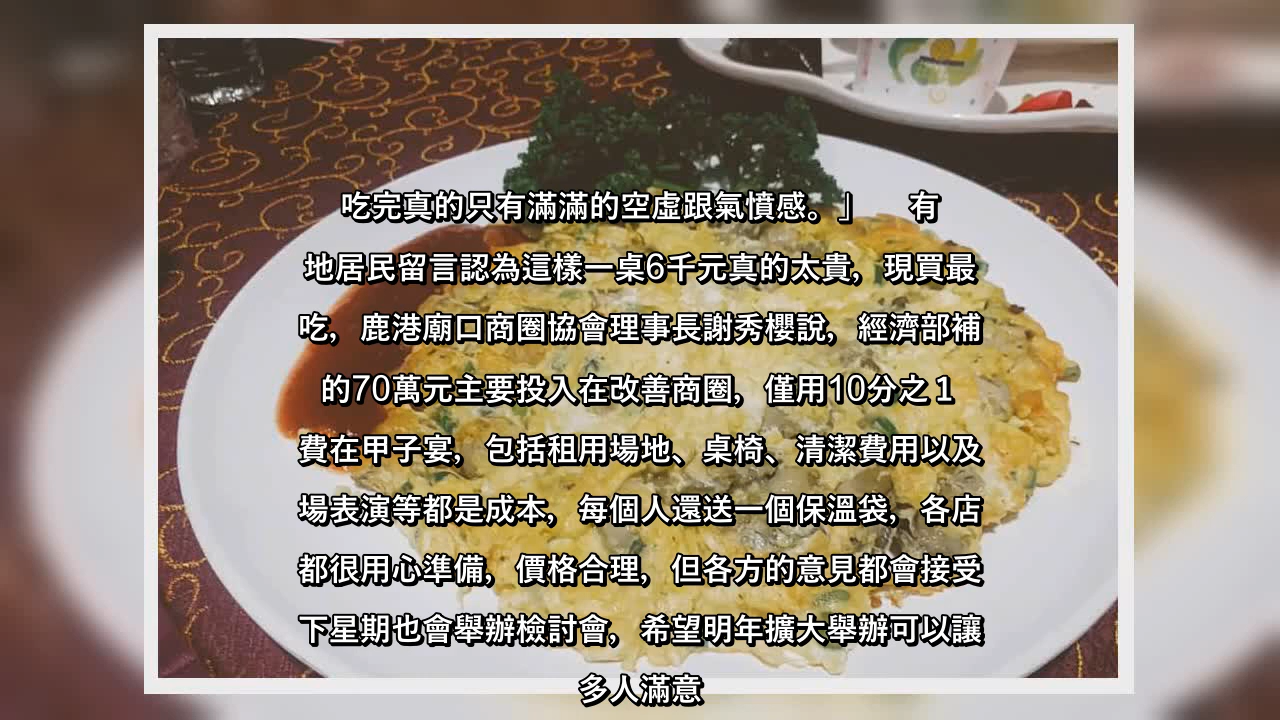 吃完真的只有滿滿的空虛跟氣憤感。」　　有
地居民留言認為這樣一桌6千元真的太貴，現買最
吃，鹿港廟口商圈協會理事長謝秀櫻說，經濟部補
的70萬元主要投入在改善商圈，僅用10分之１
費在甲子宴，包括租用場地、桌椅、清潔費用以及
場表演等都是成本，每個人還送一個保溫袋，各店
都很用心準備，價格合理，但各方的意見都會接受
下星期也會舉辦檢討會，希望明年擴大舉辦可以讓
多人滿意